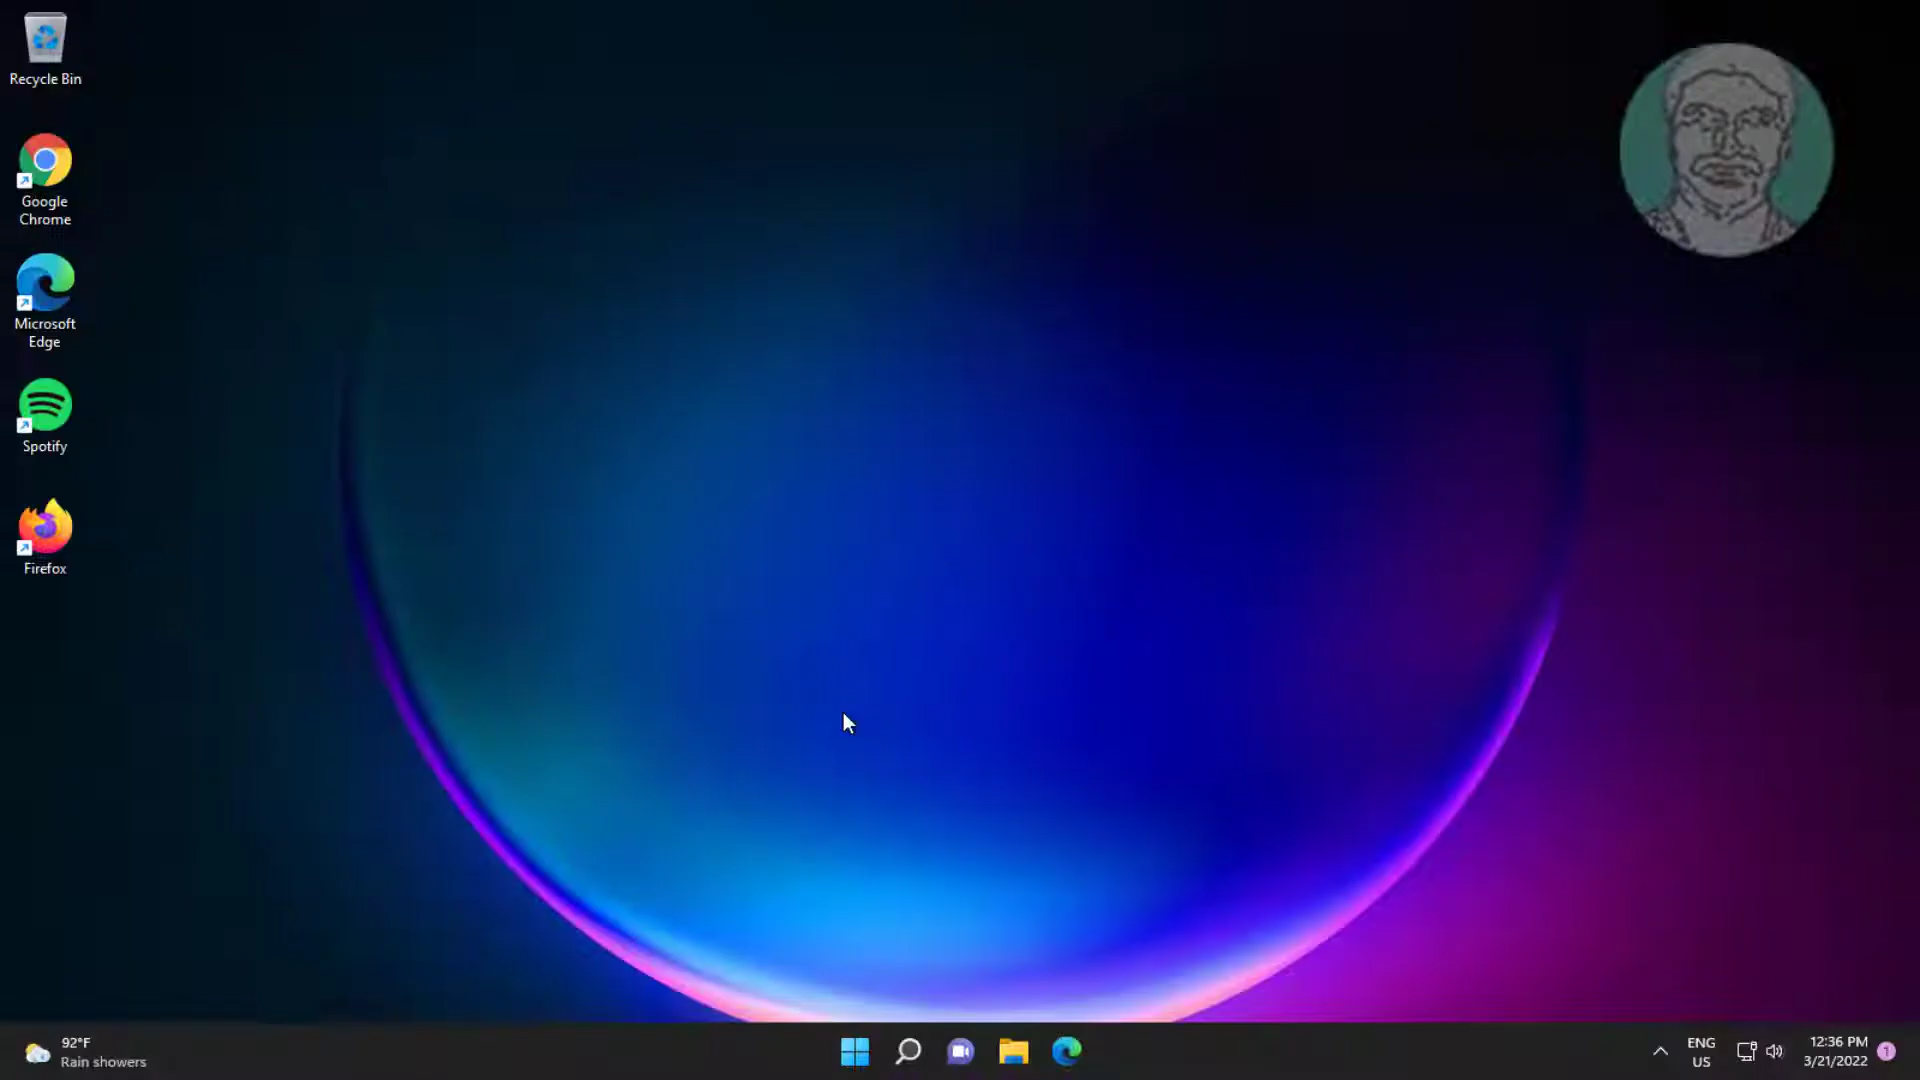 Recycle Bin
Google
Chrome
Microsoft
Edge
Spotify
Firefox
92°F
Rain showers
ENG
US
12:36 PM
3/21/2022
1